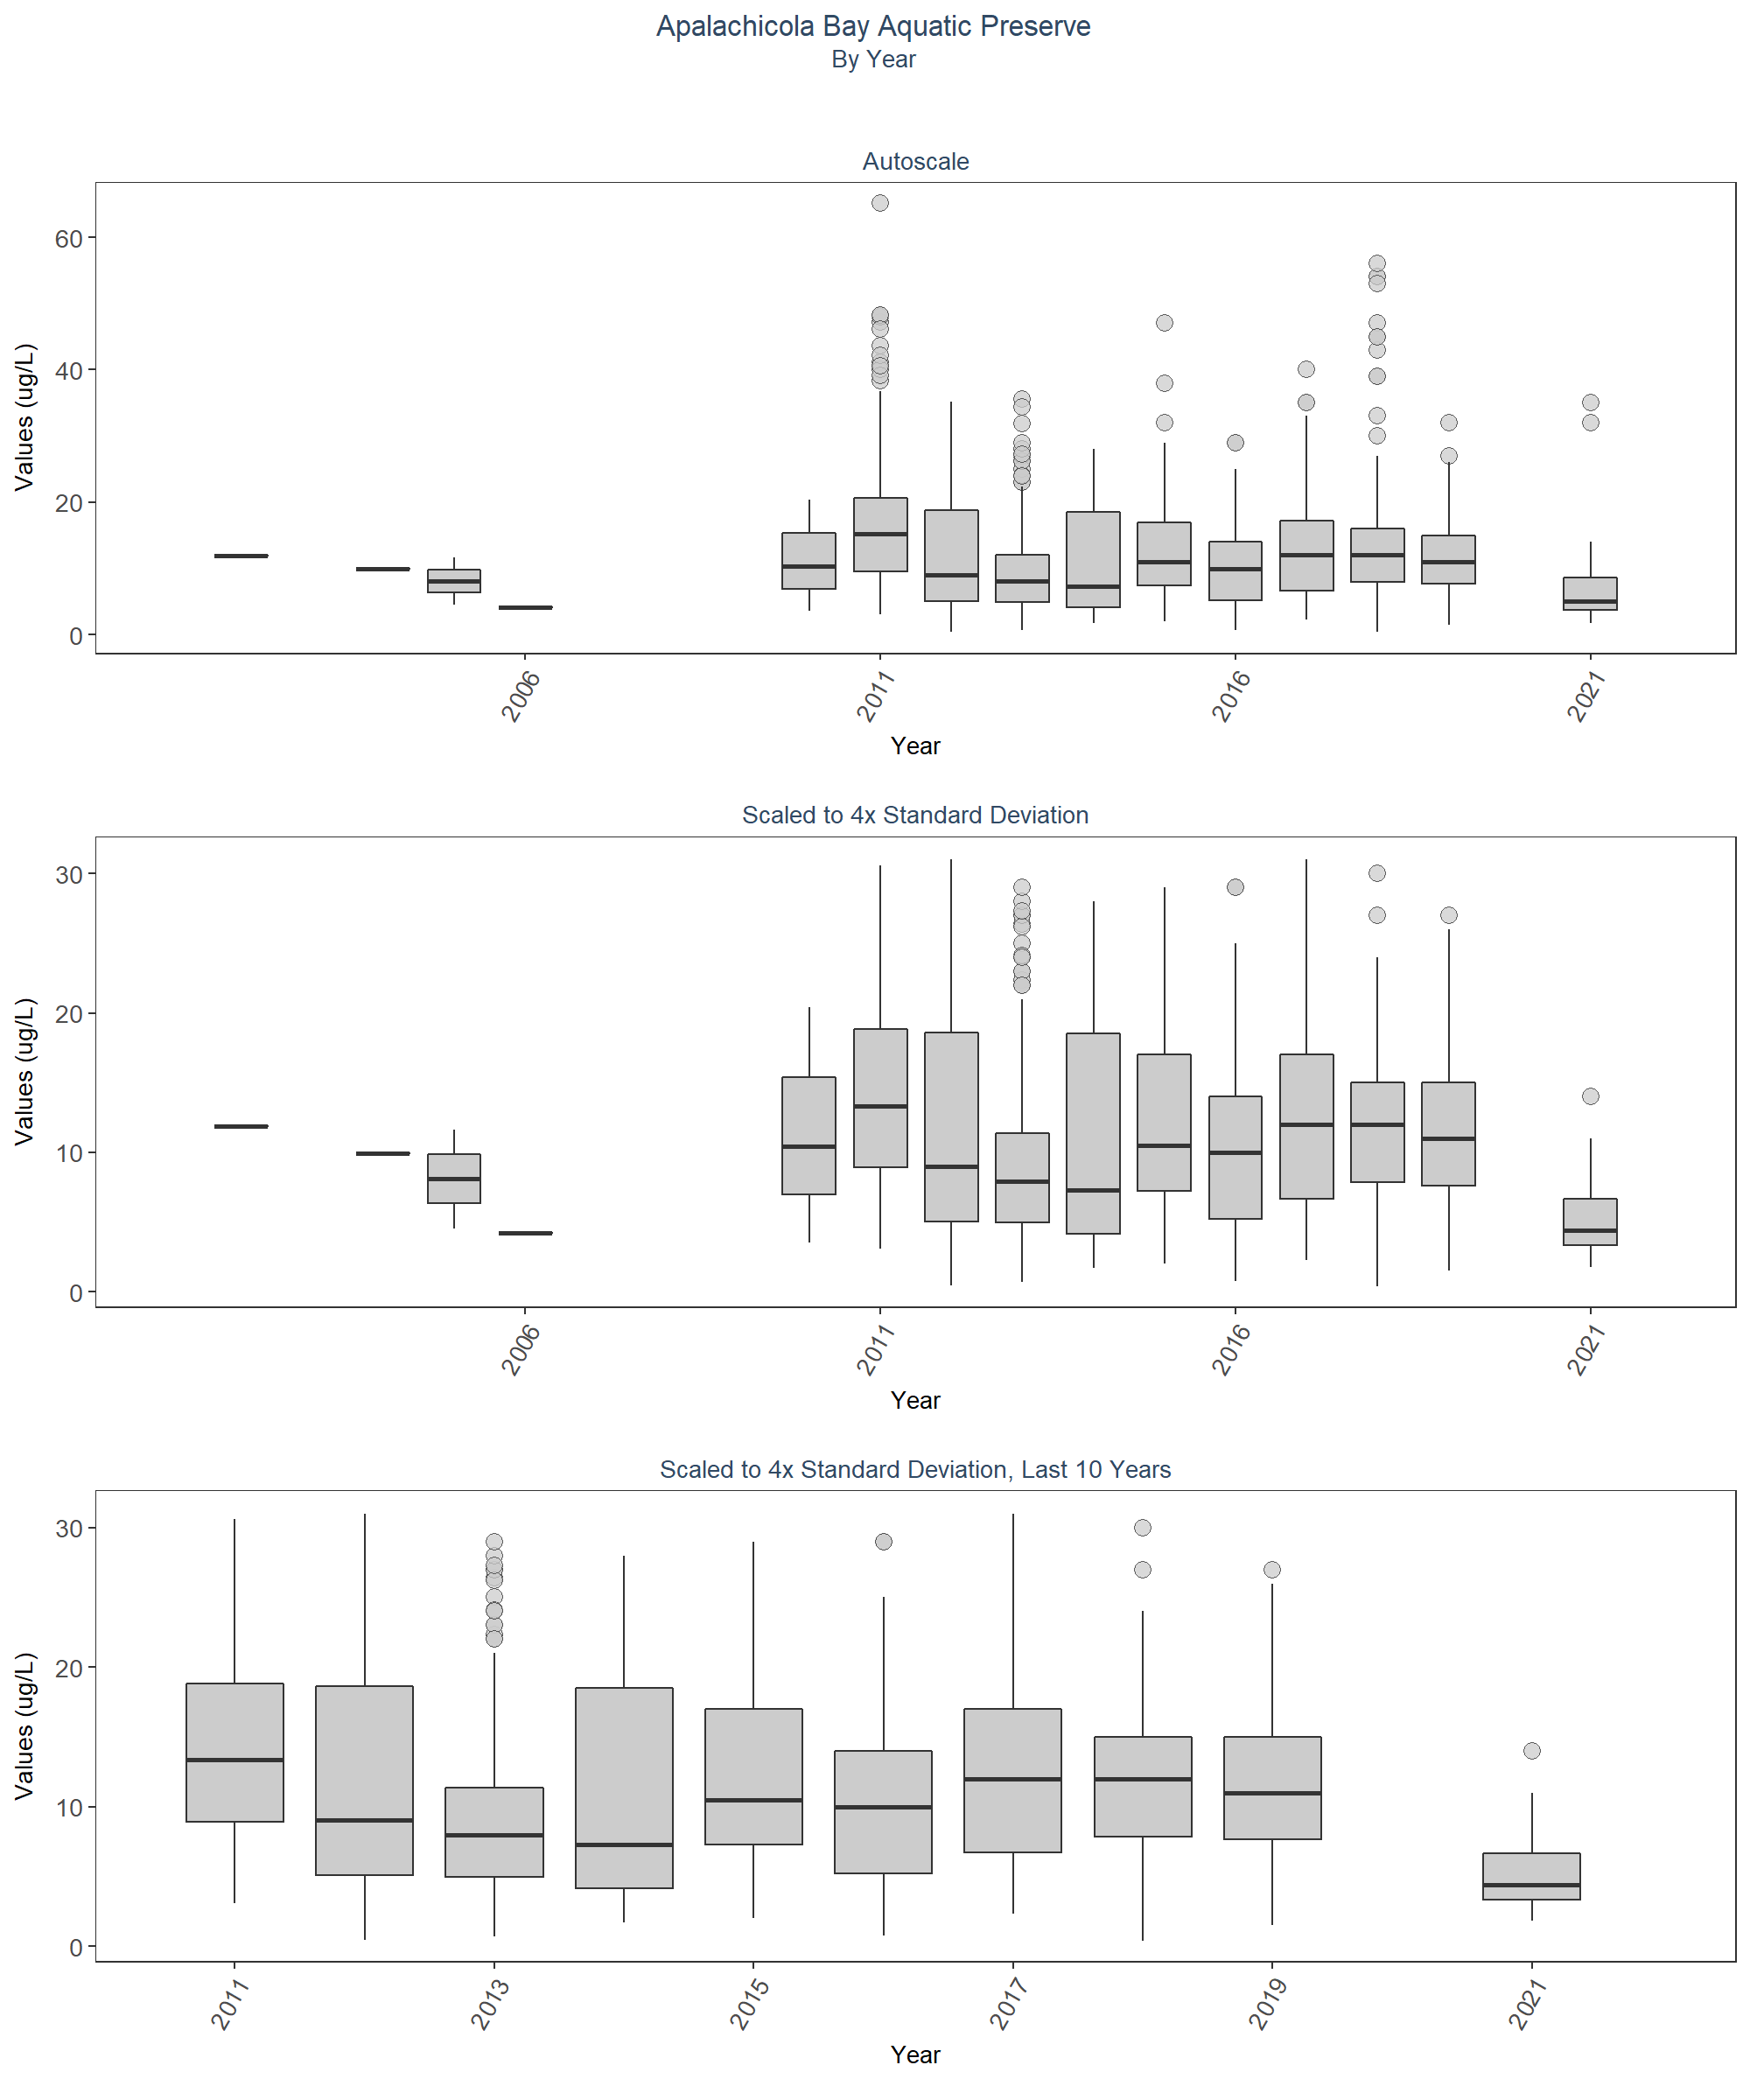 Apalachicola Bay Aquatic Preserve
By Year
Autoscale
Values (ug/L)
60
40
20
0
2006
2011
2016
2021
Year
Scaled to 4x Standard Deviation
Values (ug/L)
30
20
10
0
2006
2011
2016
2021
Year
Scaled to 4x Standard Deviation, Last 10 Years
Values (ug/L)
30
20
10
0
2011
2013
2015
2017
2019
2021
Year